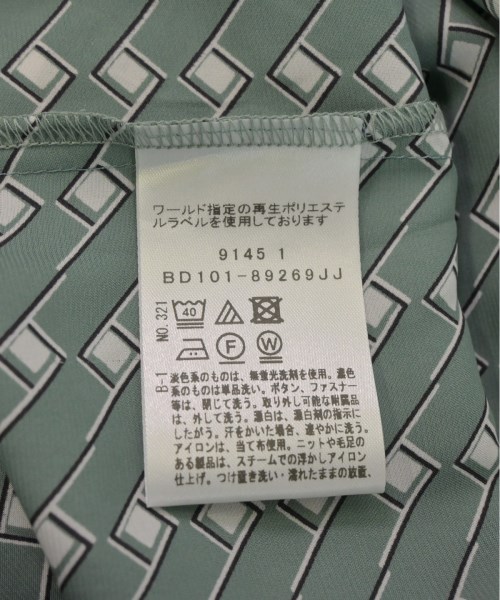 ワールド指定の再生ポリエステ
ルラベルを使用しております
9145 1
BD101-89269JJ
B-1 NO.321
40
F W
淡色系のものは、無蛍光洗剤を使用。濃色
系のものは単品洗い。ボタン、ファスナー
等は、閉じて洗う。取り外し可能な附属品
は、外して洗う。漂白は、漂白剤の指示に
したがう。汗をかいた場合、速やかに洗う。
アイロンは、当て布使用。ニットや毛足の
ある製品は、スチームでの浮かしアイロン
仕上げ。つけ置き洗い・濡れたままの放置、